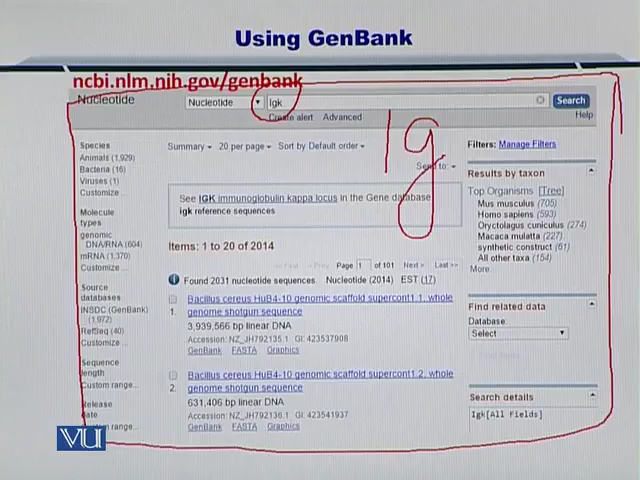 Using GenBank
ncbi.nlm.nih.gov/genbank
Nucleotide Nucleotide Igk Search
Create alert Advanced Help
Ig
Species
Animals (1,929)
Bacteria (16)
Viruses (1)
Customize ...
Molecule
types
genomic
DNA/RNA (604)
mRNA (1,370)
Customize ...
Source
databases
INSDC (GenBank)
(1,972)
RefSeq (40)
Customize ...
Sequence
length
Custom range...
Release
date
Custom range...
Summary 20 per page Sort by Default order
Send to:
See IGK immunoglobulin kappa locus in the Gene database
igk reference sequences
Items: 1 to 20 of 2014
<< First < Prev Page 1 of 101 Next > Last >>
Found 2031 nucleotide sequences. Nucleotide (2014) EST (17)
Bacillus cereus HuB4-10 genomic scaffold supercont1.1, whole
1. genome shotgun sequence
3,939,566 bp linear DNA
Accession: NZ_JH792135.1 GI: 423537908
GenBank FASTA Graphics
Bacillus cereus HuB4-10 genomic scaffold supercont1.2, whole
2. genome shotgun sequence
631,406 bp linear DNA
Accession: NZ_JH792136.1 GI: 423541937
GenBank FASTA Graphics
Filters: Manage Filters
Results by taxon
Top Organisms [Tree]
Mus musculus (705)
Homo sapiens (593)
Oryctolagus cuniculus (274)
Macaca mulatta (227)
synthetic construct (61)
All other taxa (154)
More...
Find related data
Database:
Select
Find items
Search details
Igk[All Fields]
VU